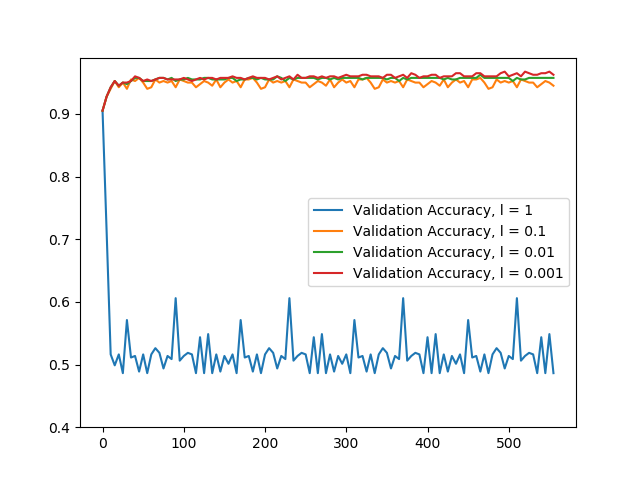 0.9
0.8
0.7
0.6
0.5
0.4
Validation Accuracy, l = 1
Validation Accuracy, l = 0.1
Validation Accuracy, l = 0.01
Validation Accuracy, l = 0.001
0 100 200 300 400 500